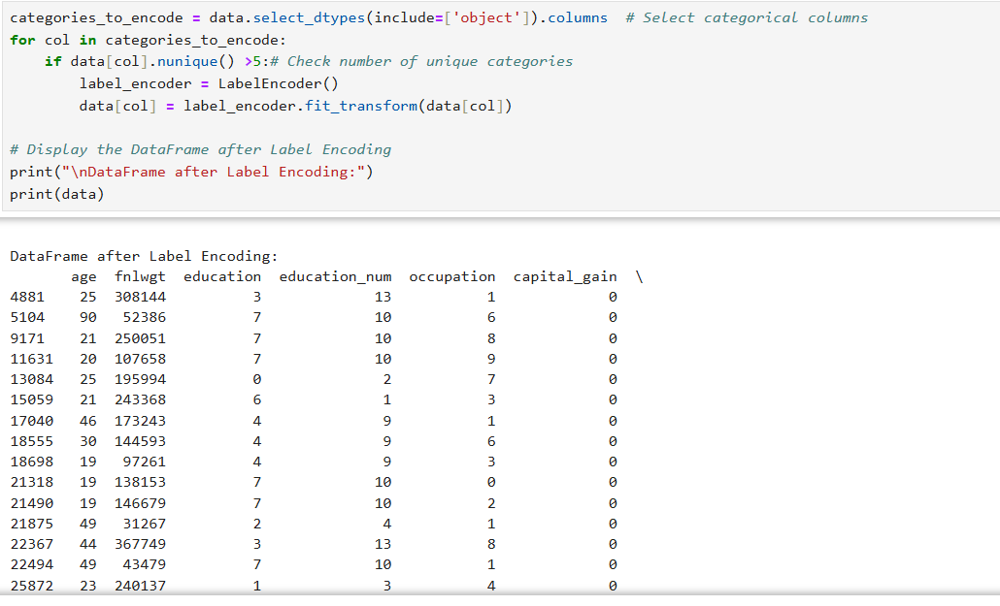 categories_to_encode = data.select_dtypes(include=['object']).columns  # Select categorical columns
for col in categories_to_encode:
    if data[col].nunique() >5:# Check number of unique categories
        label_encoder = LabelEncoder()
        data[col] = label_encoder.fit_transform(data[col])

# Display the DataFrame after Label Encoding
print("\nDataFrame after Label Encoding:")
print(data)

DataFrame after Label Encoding:
       age  fnlwgt  education  education_num  occupation  capital_gain  \
4881    25  308144          3             13           1             0
5104    90   52386          7             10           6             0
9171    21  250051          7             10           8             0
11631   20  107658          7             10           9             0
13084   25  195994          0              2           7             0
15059   21  243368          6              1           3             0
17040   46  173243          4              9           1             0
18555   30  144593          4              9           6             0
18698   19   97261          4              9           3             0
21318   19  138153          7             10           0             0
21490   19  146679          7             10           2             0
21875   49   31267          2              4           1             0
22367   44  367749          3             13           8             0
22494   49   43479          7             10           1             0
25872   23  240137          1              3           4             0